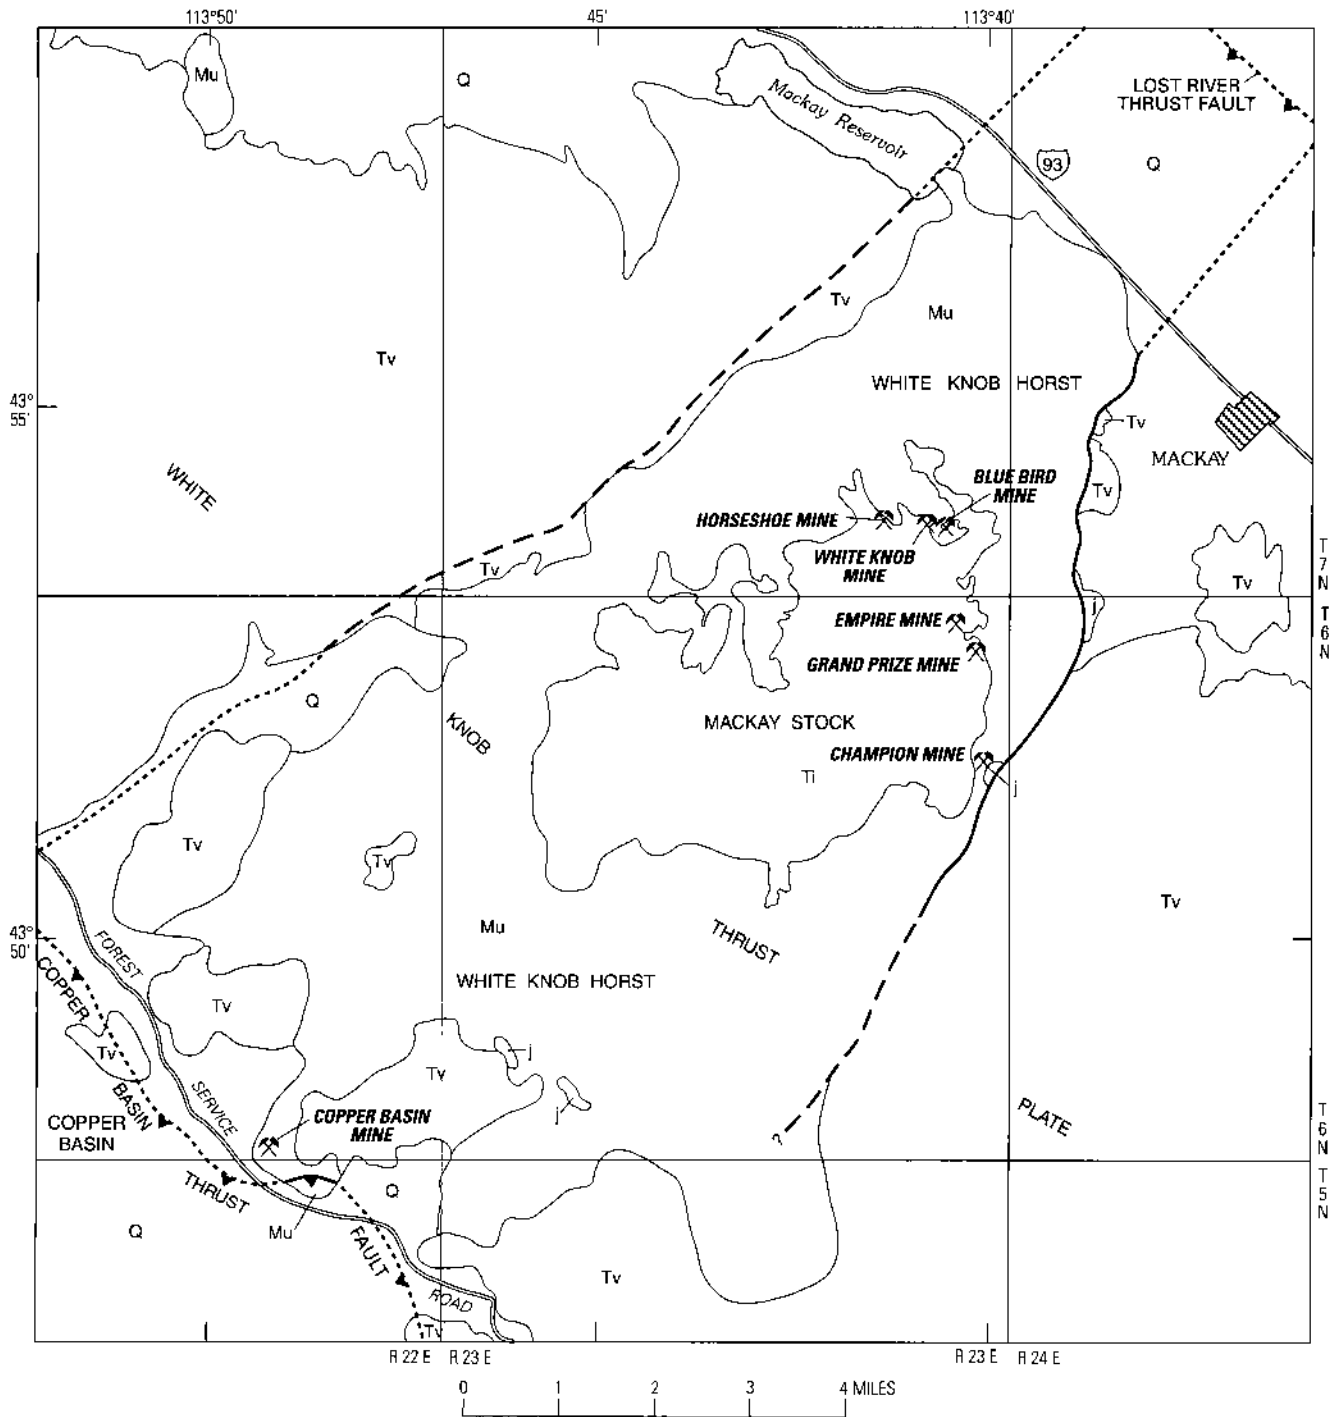 113°50' 45' 113°40'
Mu
Q
Mackay Reservoir
LOST RIVER
THRUST FAULT
93
Q
Tv
Mu
Tv
WHITE KNOB HORST
43°
55'
Tv
MACKAY
WHITE
Tv
BLUE BIRD
MINE
HORSESHOE MINE
WHITE KNOB
MINE
Tv
Tv
T
7
N
T
6
N
j
EMPIRE MINE
GRAND PRIZE MINE
Q
KNOB
MACKAY STOCK
CHAMPION MINE
Ti
j
Tv
Tv
Mu
Tv
43°
50'
FOREST
THRUST
COPPER
WHITE KNOB HORST
Tv
Tv
j
Tv
BASIN
SERVICE
j
COPPER BASIN
MINE
COPPER
BASIN
PLATE
?
T
6
N
T
5
N
THRUST
Q
Q
Mu
FAULT
Tv
ROAD
Tv
R 22 E R 23 E R 23 E R 24 E
0 1 2 3 4 MILES